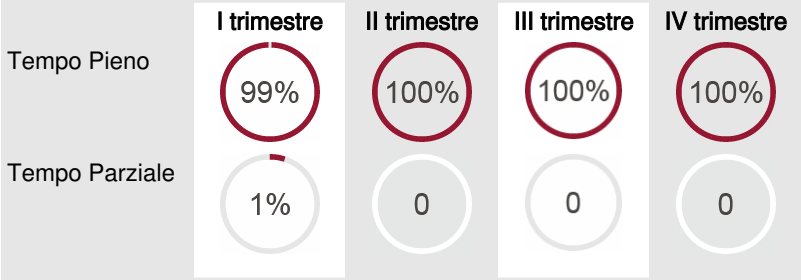 I trimestre II trimestre III trimestre IV trimestre
Tempo Pieno 99% 100% 100% 100%
Tempo Parziale 1% 0 0 0